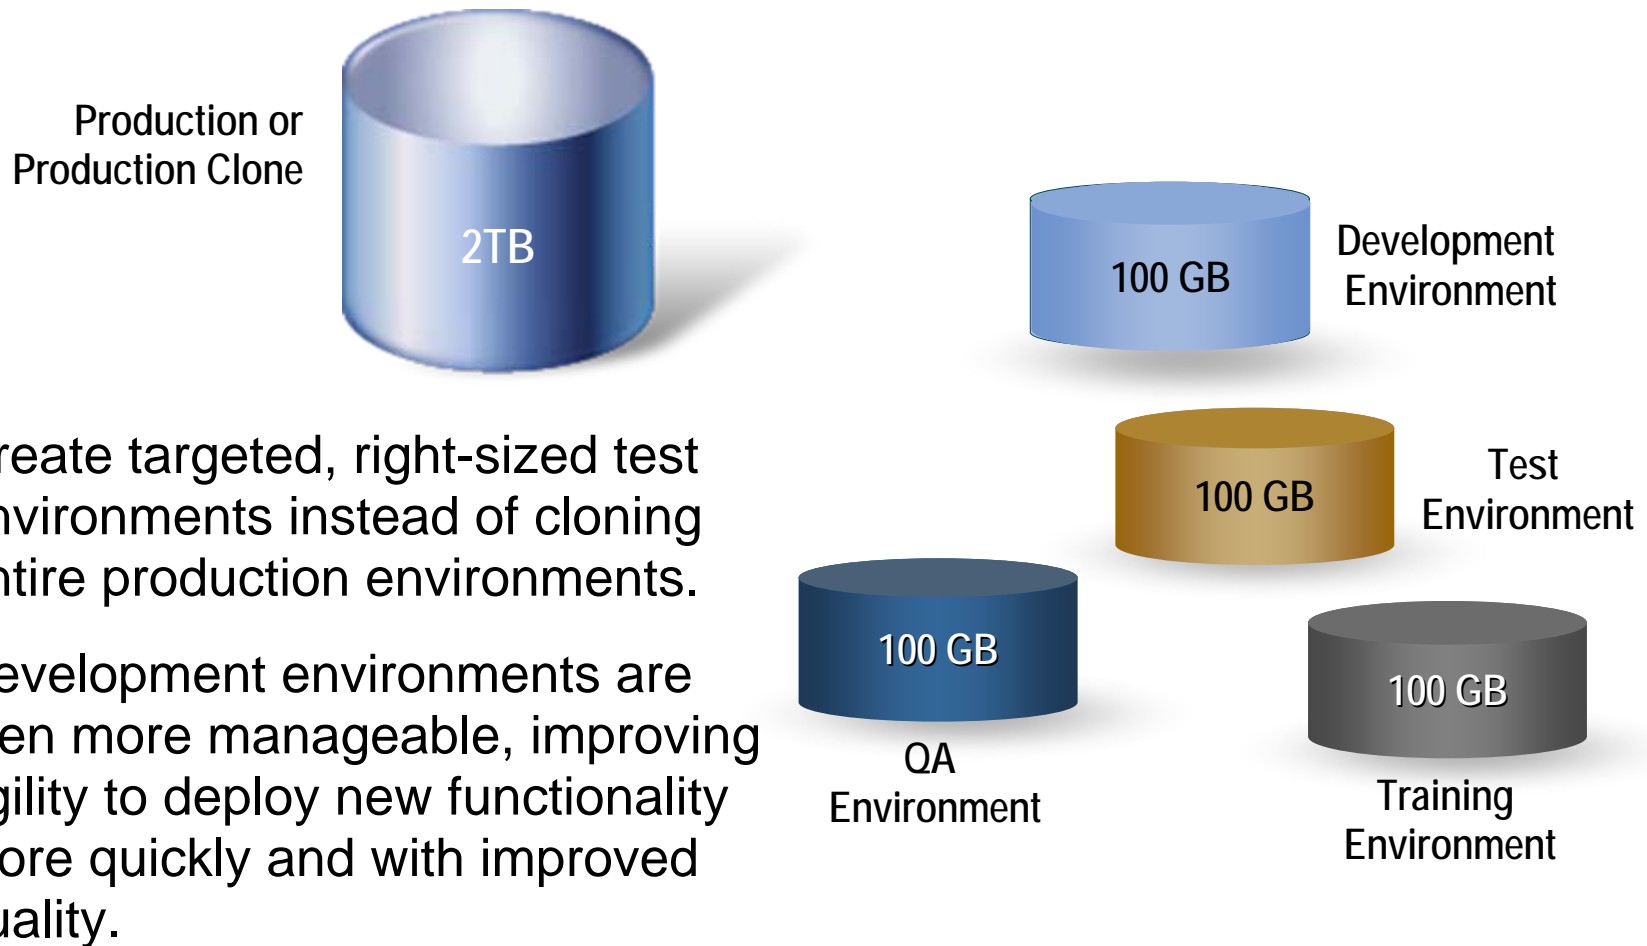 Production or
Production Clone
2TB
100 GB
Development
Environment
100 GB
Test
Environment
reate targeted, right-sized test
nvironments instead of cloning
ntire production environments.
evelopment environments are
en more manageable, improving
gility to deploy new functionality
ore quickly and with improved
uality.
100 GB
QA
Environment
100 GB
Training
Environment